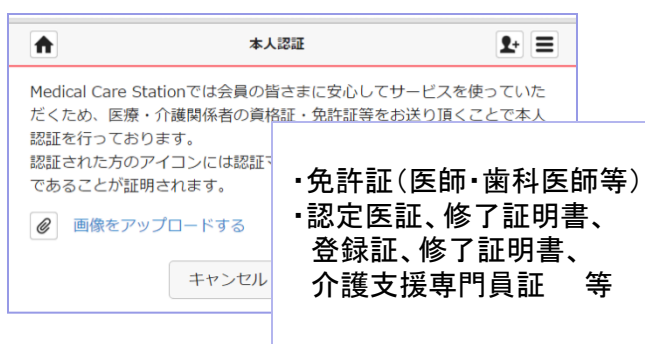 本人認証
Medical Care Stationでは会員の皆さまに安心してサービスを使っていた
だくため、医療・介護関係者の資格証・免許証等をお送り頂くことで本人
認証を行っております。
認証された方のアイコンには認証
であることが証明されます。
画像をアップロードする
キャンセル
・免許証（医師・歯科医師等）
・認定医証、修了証明書、
登録証、修了証明書、
介護支援専門員証　等